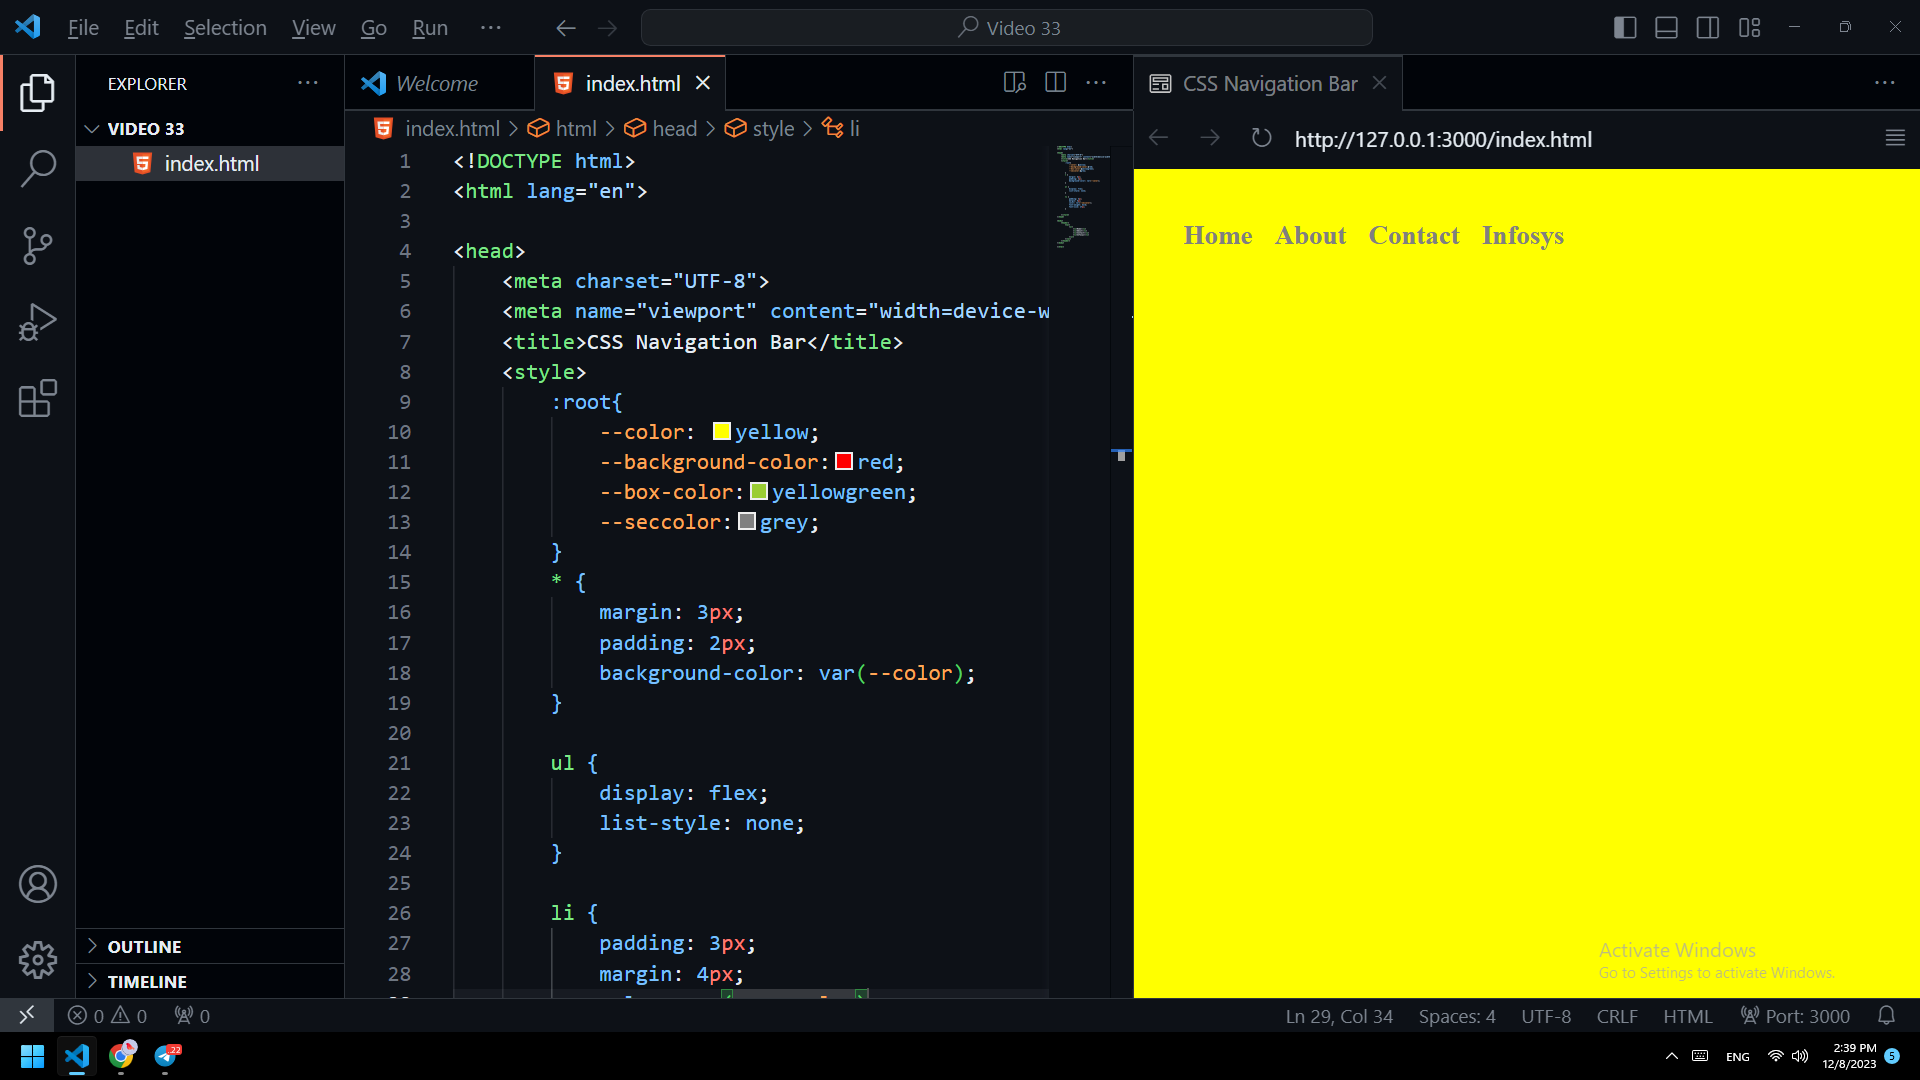 File Edit Selection View Go Run ··· Video 33
EXPLORER ···
VIDEO 33
index.html
OUTLINE
TIMELINE
Welcome index.html ···
index.html > html > head > style > li
1 <!DOCTYPE html>
2 <html lang="en">
3
4 <head>
5 <meta charset="UTF-8">
6 <meta name="viewport" content="width=device-w
7 <title>CSS Navigation Bar</title>
8 <style>
9 :root{
10 --color: yellow;
11 --background-color:red;
12 --box-color:yellowgreen;
13 --seccolor:grey;
14 }
15 * {
16 margin: 3px;
17 padding: 2px;
18 background-color: var(--color);
19 }
20
21 ul {
22 display: flex;
23 list-style: none;
24 }
25
26 li {
27 padding: 3px;
28 margin: 4px;
CSS Navigation Bar ···
http://127.0.0.1:3000/index.html
Home About Contact Infosys
Activate Windows
Go to Settings to activate Windows.
0 0 0 Ln 29, Col 34 Spaces: 4 UTF-8 CRLF HTML Port: 3000
.22 ENG 2:39 PM 5
12/8/2023